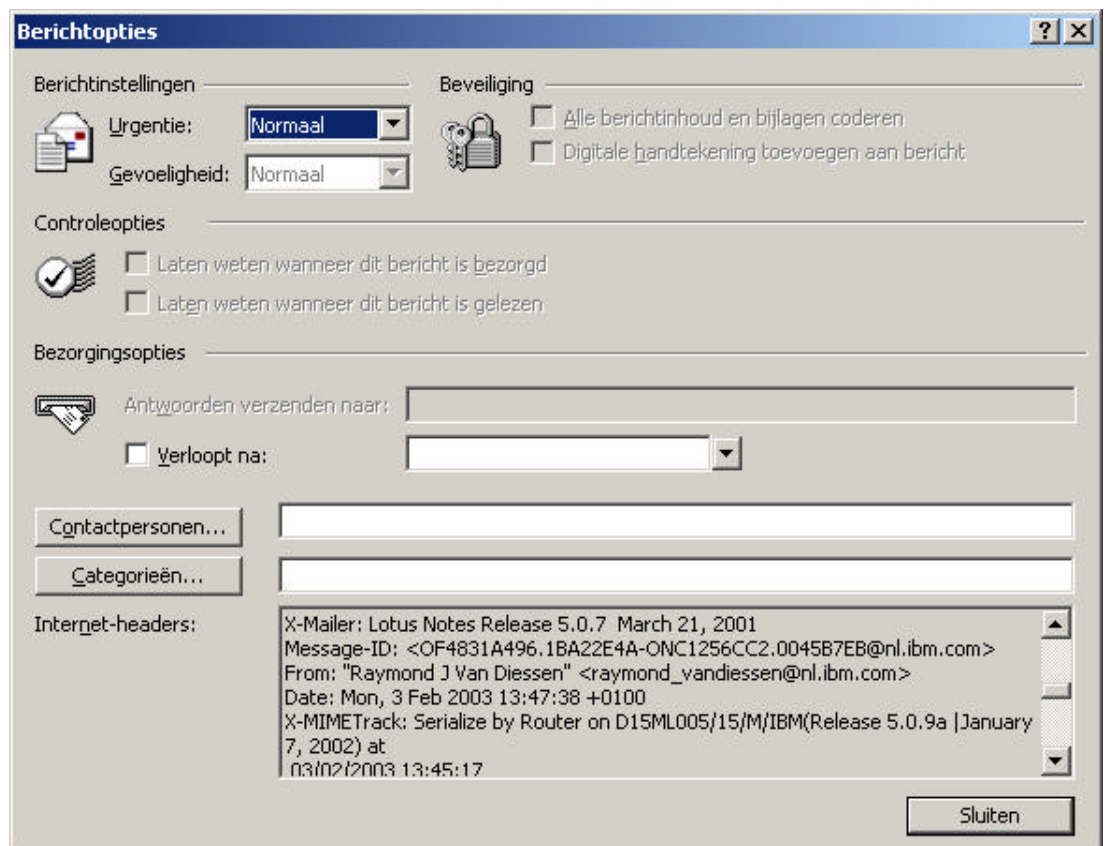 Berichtopties
Berichtinstellingen
Urgentie: Normaal
Gevoeligheid: Normaal
Beveiliging
Alle berichtinhoud en bijlagen coderen
Digitale handtekening toevoegen aan bericht
Controleopties
Laten weten wanneer dit bericht is bezorgd
Laten weten wanneer dit bericht is gelezen
Bezorgingsopties
Antwoorden verzenden naar:
Verloopt na:
Contactpersonen...
Categorieën...
Internet-headers:
X-Mailer: Lotus Notes Release 5.0.7 March 21, 2001
Message-ID: <OF4831A496.1BA22E4A-ONC1256CC2.0045B7EB@nl.ibm.com>
From: "Raymond J Van Diessen" <raymond_vandiessen@nl.ibm.com>
Date: Mon, 3 Feb 2003 13:47:38 +0100
X-MIMETrack: Serialize by Router on D15ML005/15/M/IBM(Release 5.0.9a |January
7, 2002) at
03/02/2003 13:45:17
Sluiten